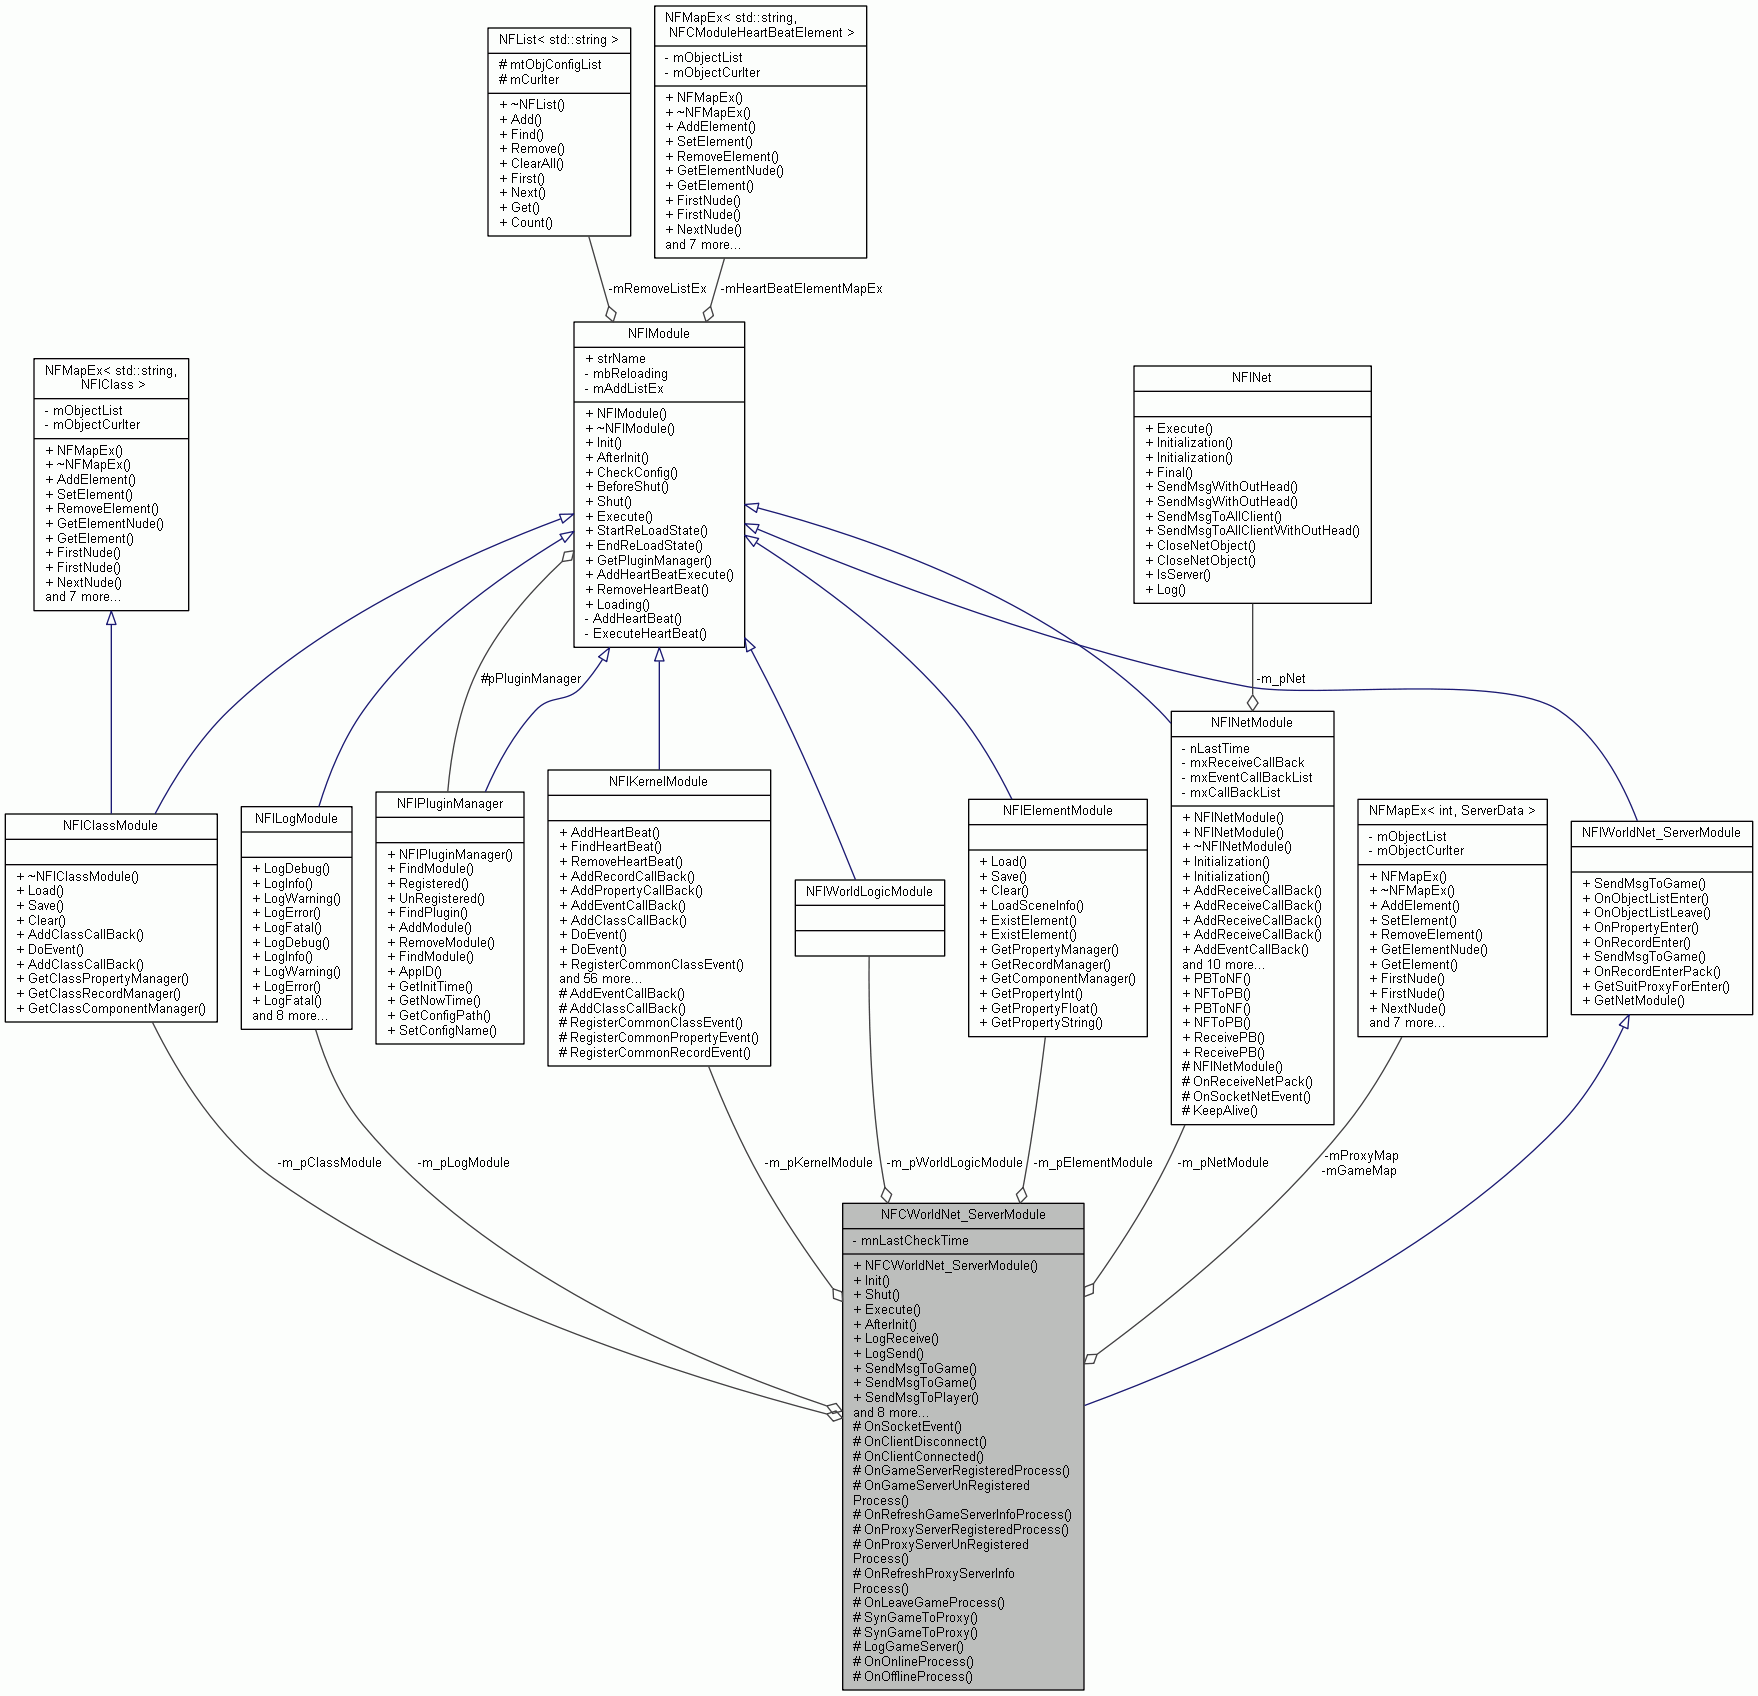 NFList< std::string >
# mtObjConfigList
# mCurIter
+ ~NFList()
+ Add()
+ Find()
+ Remove()
+ ClearAll()
+ First()
+ Next()
+ Get()
+ Count()
NFMapEx< std::string,
NFCModuleHeartBeatElement >
- mObjectList
- mObjectCurIter
+ NFMapEx()
+ ~NFMapEx()
+ AddElement()
+ SetElement()
+ RemoveElement()
+ GetElementNude()
+ GetElement()
+ FirstNude()
+ FirstNude()
+ NextNude()
and 7 more...
-mRemoveListEx
-mHeartBeatElementMapEx
NFIModule
+ strName
- mbReloading
- mAddListEx
+ NFIModule()
+ ~NFIModule()
+ Init()
+ AfterInit()
+ CheckConfig()
+ BeforeShut()
+ Shut()
+ Execute()
+ StartReLoadState()
+ EndReLoadState()
+ GetPluginManager()
+ AddHeartBeatExecute()
+ RemoveHeartBeat()
+ Loading()
- AddHeartBeat()
- ExecuteHeartBeat()
NFMapEx< std::string,
NFIClass >
- mObjectList
- mObjectCurIter
+ NFMapEx()
+ ~NFMapEx()
+ AddElement()
+ SetElement()
+ RemoveElement()
+ GetElementNude()
+ GetElement()
+ FirstNude()
+ FirstNude()
+ NextNude()
and 7 more...
NFINet
+ Execute()
+ Initialization()
+ Initialization()
+ Final()
+ SendMsgWithOutHead()
+ SendMsgWithOutHead()
+ SendMsgToAllClient()
+ SendMsgToAllClientWithOutHead()
+ CloseNetObject()
+ CloseNetObject()
+ IsServer()
+ Log()
#pPluginManager
-m_pNet
NFIClassModule
+ ~NFIClassModule()
+ Load()
+ Save()
+ Clear()
+ AddClassCallBack()
+ DoEvent()
+ AddClassCallBack()
+ GetClassPropertyManager()
+ GetClassRecordManager()
+ GetClassComponentManager()
NFILogModule
+ LogDebug()
+ LogInfo()
+ LogWarning()
+ LogError()
+ LogFatal()
+ LogDebug()
+ LogInfo()
+ LogWarning()
+ LogError()
+ LogFatal()
and 8 more...
NFIPluginManager
+ NFIPluginManager()
+ FindModule()
+ Registered()
+ UnRegistered()
+ FindPlugin()
+ AddModule()
+ RemoveModule()
+ FindModule()
+ AppID()
+ GetInitTime()
+ GetNowTime()
+ GetConfigPath()
+ SetConfigName()
NFIKernelModule
+ AddHeartBeat()
+ FindHeartBeat()
+ RemoveHeartBeat()
+ AddRecordCallBack()
+ AddPropertyCallBack()
+ AddEventCallBack()
+ AddClassCallBack()
+ DoEvent()
+ DoEvent()
+ RegisterCommonClassEvent()
and 56 more...
# AddEventCallBack()
# AddClassCallBack()
# RegisterCommonClassEvent()
# RegisterCommonPropertyEvent()
# RegisterCommonRecordEvent()
NFIWorldLogicModule
NFIElementModule
+ Load()
+ Save()
+ Clear()
+ LoadSceneInfo()
+ ExistElement()
+ ExistElement()
+ GetPropertyManager()
+ GetRecordManager()
+ GetComponentManager()
+ GetPropertyInt()
+ GetPropertyFloat()
+ GetPropertyString()
NFINetModule
- nLastTime
- mxReceiveCallBack
- mxEventCallBackList
- mxCallBackList
+ NFINetModule()
+ NFINetModule()
+ ~NFINetModule()
+ Initialization()
+ Initialization()
+ AddReceiveCallBack()
+ AddReceiveCallBack()
+ AddReceiveCallBack()
+ AddReceiveCallBack()
+ AddEventCallBack()
and 10 more...
+ PBToNF()
+ NFToPB()
+ PBToNF()
+ NFToPB()
+ ReceivePB()
+ ReceivePB()
# NFINetModule()
# OnReceiveNetPack()
# OnSocketNetEvent()
# KeepAlive()
NFMapEx< int, ServerData >
- mObjectList
- mObjectCurIter
+ NFMapEx()
+ ~NFMapEx()
+ AddElement()
+ SetElement()
+ RemoveElement()
+ GetElementNude()
+ GetElement()
+ FirstNude()
+ FirstNude()
+ NextNude()
and 7 more...
NFIWorldNet_ServerModule
+ SendMsgToGame()
+ OnObjectListEnter()
+ OnObjectListLeave()
+ OnPropertyEnter()
+ OnRecordEnter()
+ SendMsgToGame()
+ OnRecordEnterPack()
+ GetSuitProxyForEnter()
+ GetNetModule()
-m_pClassModule
-m_pLogModule
-m_pKernelModule
-m_pWorldLogicModule
-m_pElementModule
-m_pNetModule
-mProxyMap
-mGameMap
NFCWorldNet_ServerModule
- mnLastCheckTime
+ NFCWorldNet_ServerModule()
+ Init()
+ Shut()
+ Execute()
+ AfterInit()
+ LogReceive()
+ LogSend()
+ SendMsgToGame()
+ SendMsgToGame()
+ SendMsgToPlayer()
and 8 more...
# OnSocketEvent()
# OnClientDisconnect()
# OnClientConnected()
# OnGameServerRegisteredProcess()
# OnGameServerUnRegistered
Process()
# OnRefreshGameServerInfoProcess()
# OnProxyServerRegisteredProcess()
# OnProxyServerUnRegistered
Process()
# OnRefreshProxyServerInfo
Process()
# OnLeaveGameProcess()
# SynGameToProxy()
# SynGameToProxy()
# LogGameServer()
# OnOnlineProcess()
# OnOfflineProcess()